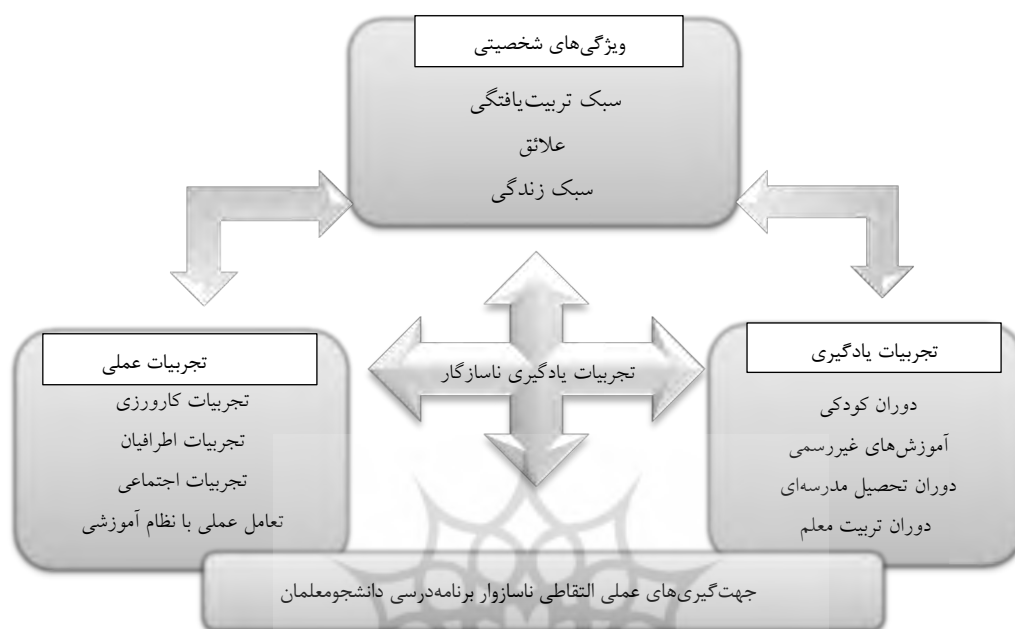 ویژگی‌های شخصیتی
سبک تربیت‌یافتگی
علائق
سبک زندگی
تجربیات یادگیری
دوران کودکی
آموزش‌های غیررسمی
دوران تحصیل مدرسه‌ای
دوران تربیت معلم
تجربیات یادگیری ناسازگار
تجربیات عملی
تجربیات کارورزی
تجربیات اطرافیان
تجربیات اجتماعی
تعامل عملی با نظام آموزشی
جهت‌گیری‌های عملی التقاطی ناسازوار برنامه‌درسی دانشجومعلمان